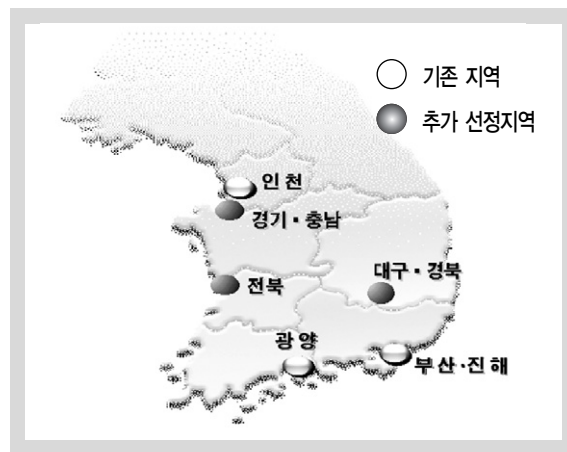 기존 지역
추가 선정지역
인천
경기·충남
대구·경북
전북
광양
부산·진해